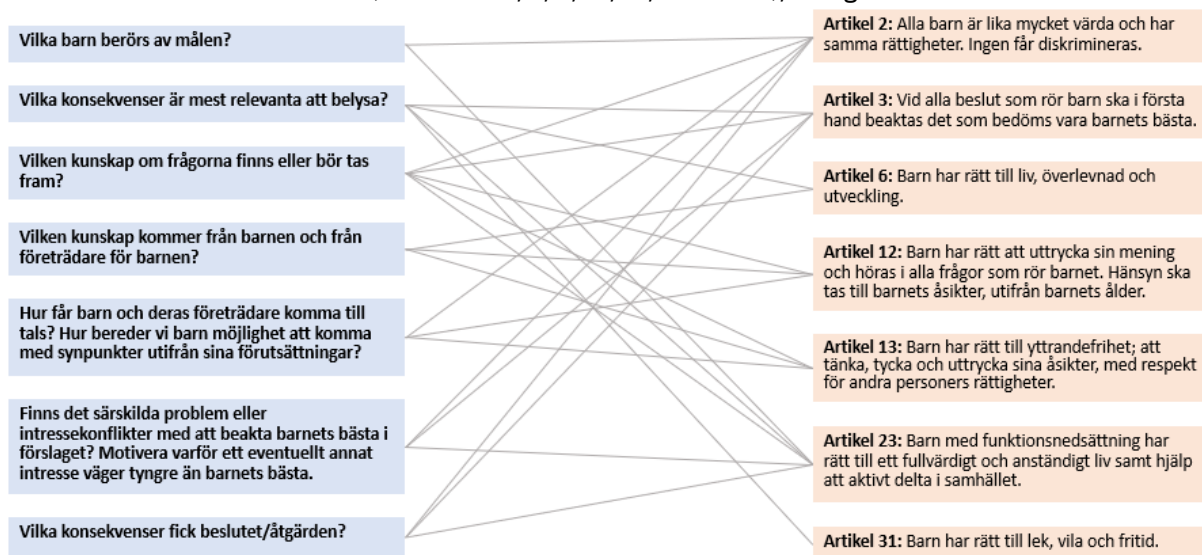 Vilka barn berörs av målen?
Vilka konsekvenser är mest relevanta att belysa?
Vilken kunskap om frågorna finns eller bör tas
fram?
Vilken kunskap kommer från barnen och från
företrädare för barnen?
Hur får barn och deras företrädare komma till
tals? Hur bereder vi barn möjlighet att komma
med synpunkter utifrån sina förutsättningar?
Finns det särskilda problem eller
intressekonflikter med att beakta barnets bästa i
förslaget? Motivera varför ett eventuellt annat
intresse väger tyngre än barnets bästa.
Vilka konsekvenser fick beslutet/åtgärden?
Artikel 2: Alla barn är lika mycket värda och har
samma rättigheter. Ingen får diskrimineras.
Artikel 3: Vid alla beslut som rör barn ska i första
hand beaktas det som bedöms vara barnets bästa.
Artikel 6: Barn har rätt till liv, överlevnad och
utveckling.
Artikel 12: Barn har rätt att uttrycka sin mening
och höras i alla frågor som rör barnet. Hänsyn ska
tas till barnets åsikter, utifrån barnets ålder.
Artikel 13: Barn har rätt till yttrandefrihet; att
tänka, tycka och uttrycka sina åsikter, med respekt
för andra personers rättigheter.
Artikel 23: Barn med funktionsnedsättning har
rätt till ett fullvärdigt och anständigt liv samt hjälp
att aktivt delta i samhället.
Artikel 31: Barn har rätt till lek, vila och fritid.